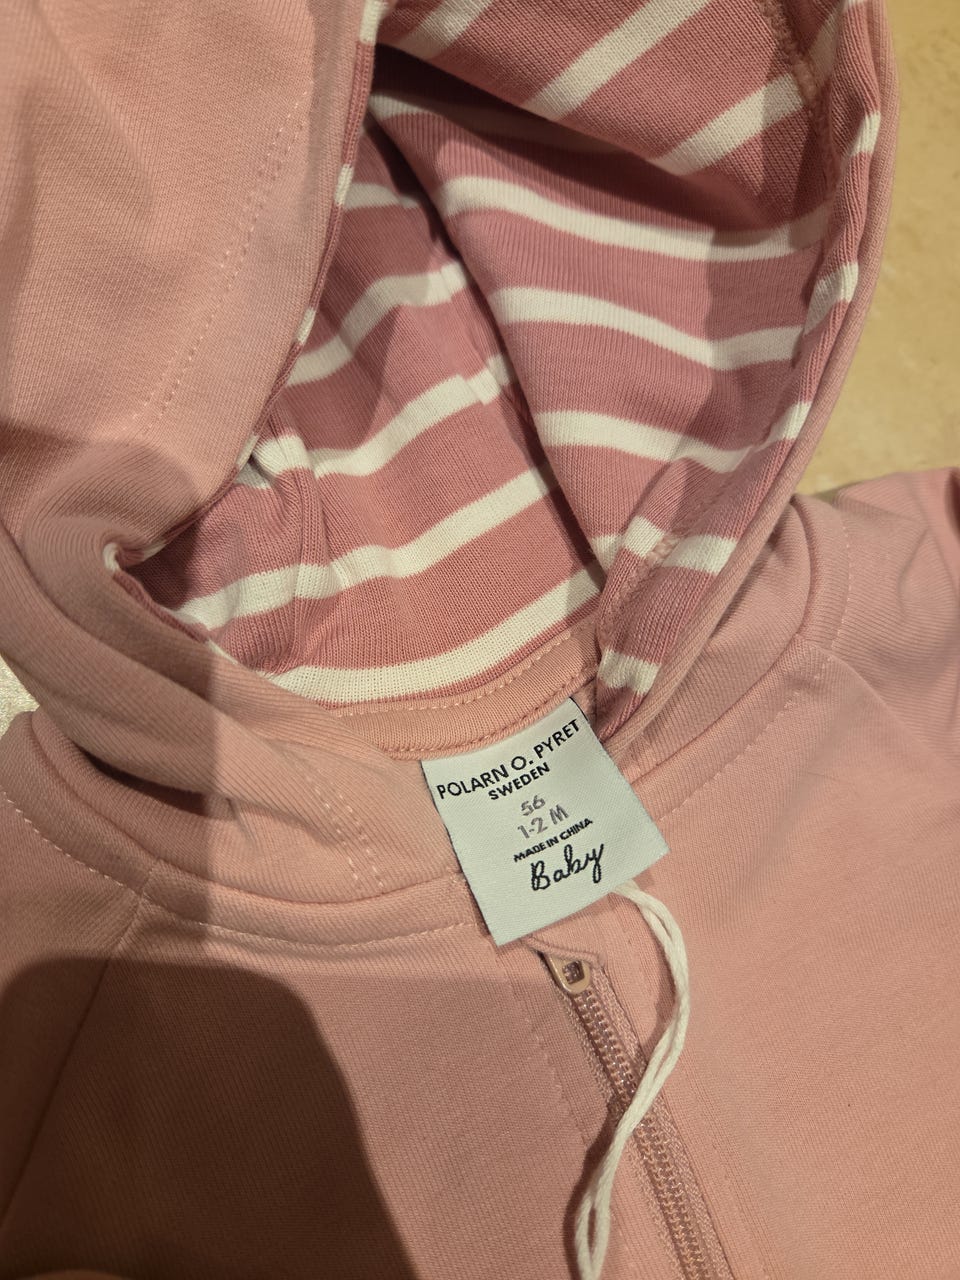 POLARN O. PYRET
SWEDEN
56
1-2 M
MADE IN CHINA
Baby